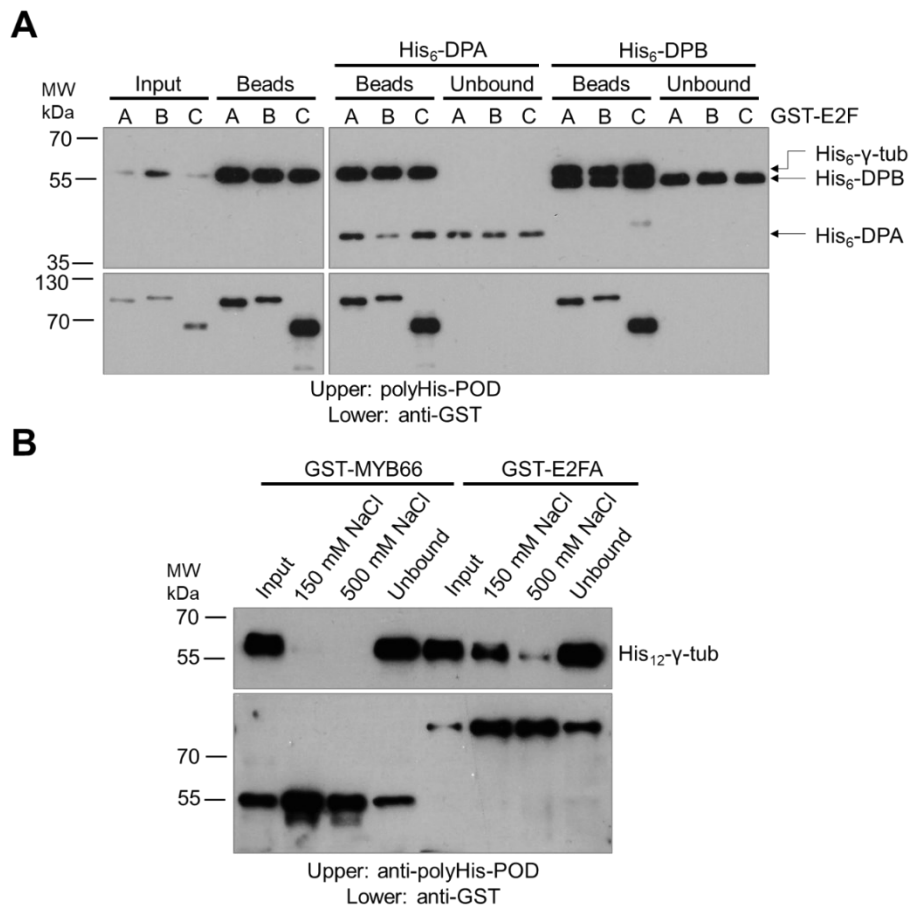 A
His₆-DPA His₆-DPB
MW
kDa
Input Beads Beads Unbound Beads Unbound
A B C A B C A B C A B C A B C A B C GST-E2F
70
55
35
130
70
His₆-γ-tub
His₆-DPB
His₆-DPA
Upper: polyHis-POD
Lower: anti-GST
B
GST-MYB66 GST-E2FA
MW
kDa
Input 150 mM NaCl 500 mM NaCl Unbound Input 150 mM NaCl 500 mM NaCl Unbound
70
55
His₁₂-γ-tub
70
55
Upper: anti-polyHis-POD
Lower: anti-GST